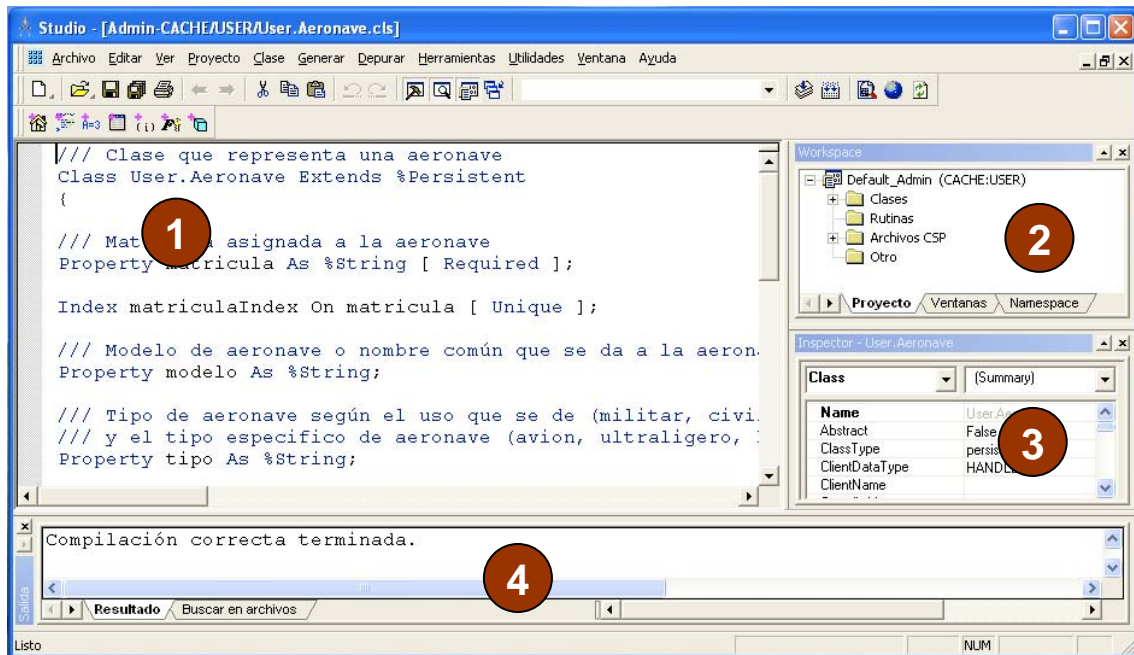 Studio - [Admin-CACHE/USER/User.Aeronave.cls]
Archivo Editar Ver Proyecto Clase Generar Depurar Herramientas Utilidades Ventana Ayuda
/// Clase que representa una aeronave
Class User.Aeronave Extends %Persistent
{
/// Mat a asignada a la aeronave
Property matricula As %String [ Required ];
Index matriculaIndex On matricula [ Unique ];
/// Modelo de aeronave o nombre común que se da a la aeron
Property modelo As %String;
/// Tipo de aeronave según el uso que se de (militar, civi
/// y el tipo especifico de aeronave (avion, ultraligero,
Property tipo As %String;
1
Workspace
Default_Admin (CACHE:USER)
Clases
Rutinas
Archivos CSP
Otro
2
Proyecto Ventanas Namespace
Inspector - User.Aeronave
Class (Summary)
Name User.Ae
Abstract False
ClassType persis
ClientDataType HANDLE
ClientName
3
Compilación correcta terminada.
4
Salida
Resultado Buscar en archivos
Listo NUM